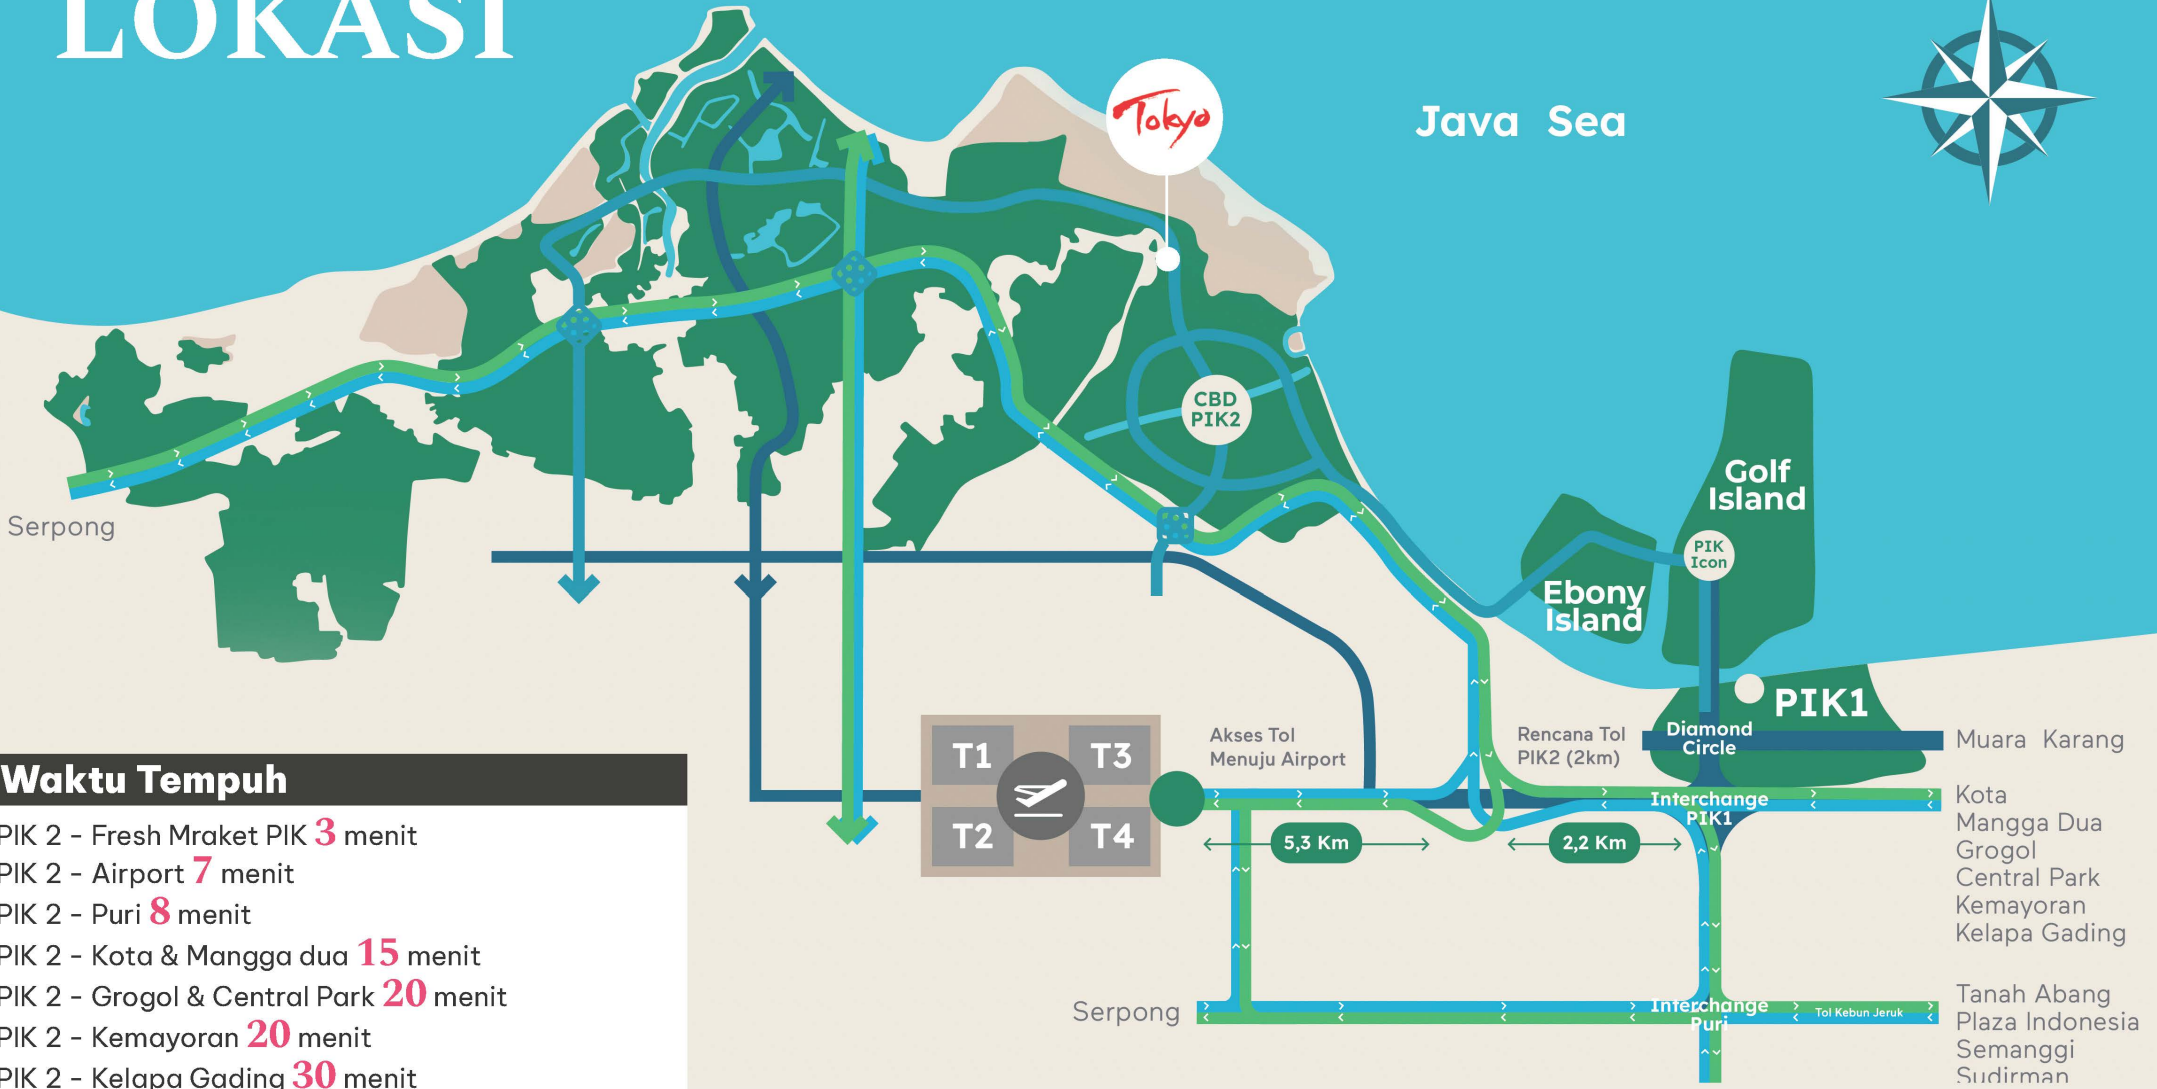 LOKASI
Tokyo
Java Sea
CBD
PIK2
Golf
Island
PIK
Icon
Ebony
Island
Serpong
PIK1
Diamond
Circle
Muara Karang
T1
T3
T2
T4
Akses Tol
Menuju Airport
Rencana Tol
PIK2 (2km)
Interchange
PIK1
5,3 Km
2,2 Km
Kota
Mangga Dua
Grogol
Central Park
Kemayoran
Kelapa Gading
Serpong
Interchange
Puri
Tol Kebun Jeruk
Tanah Abang
Plaza Indonesia
Semanggi
Sudirman
Waktu Tempuh
PIK 2 - Fresh Mraket PIK 3 menit
PIK 2 - Airport 7 menit
PIK 2 - Puri 8 menit
PIK 2 - Kota & Mangga dua 15 menit
PIK 2 - Grogol & Central Park 20 menit
PIK 2 - Kemayoran 20 menit
PIK 2 - Kelapa Gading 30 menit